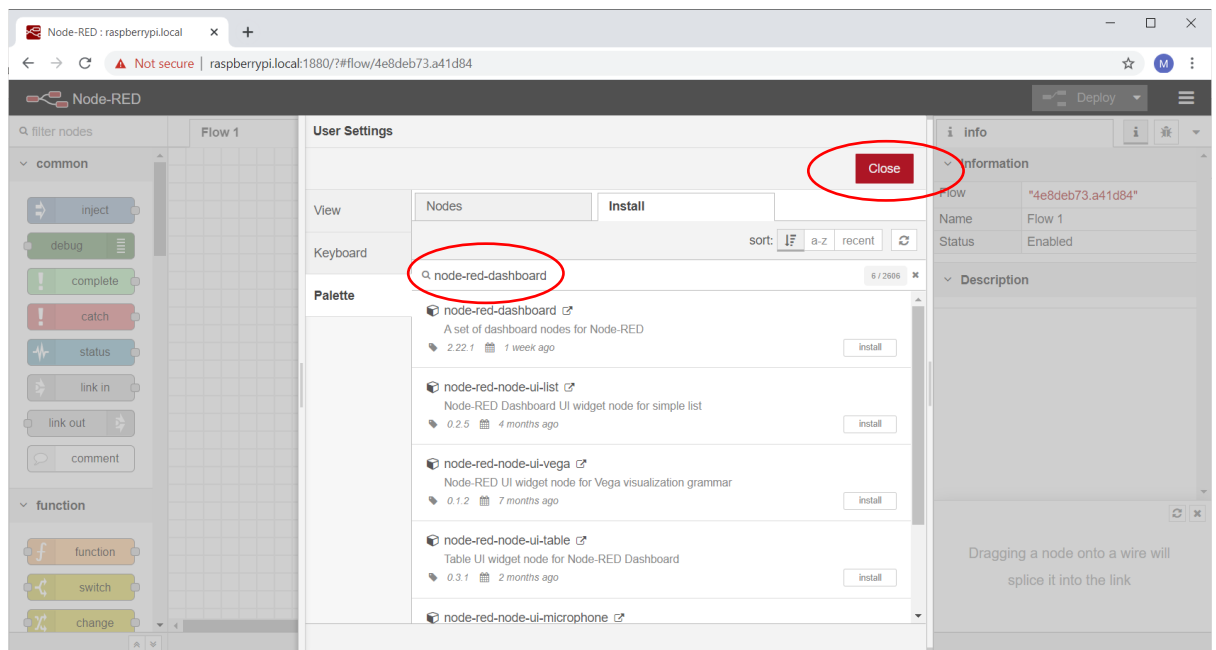 Node-RED : raspberrypi.local
Not secure | raspberrypi.local:1880/?#flow/4e8deb73.a41d84
M
Node-RED
Deploy
filter nodes
Flow 1
User Settings
i info
i
common
Close
Information
inject
View
Nodes
Install
Flow "4e8deb73.a41d84"
Name Flow 1
debug
Keyboard
sort: a-z recent
Status Enabled
complete
Palette
node-red-dashboard
6 / 2606
Description
catch
node-red-dashboard
A set of dashboard nodes for Node-RED
2.22.1 1 week ago
install
status
link in
node-red-node-ui-list
Node-RED Dashboard UI widget node for simple list
0.2.5 4 months ago
install
link out
comment
node-red-node-ui-vega
Node-RED UI widget node for Vega visualization grammar
0.1.2 7 months ago
install
function
function
node-red-node-ui-table
Table UI widget node for Node-RED Dashboard
0.3.1 2 months ago
install
Dragging a node onto a wire will
splice it into the link
switch
change
node-red-node-ui-microphone